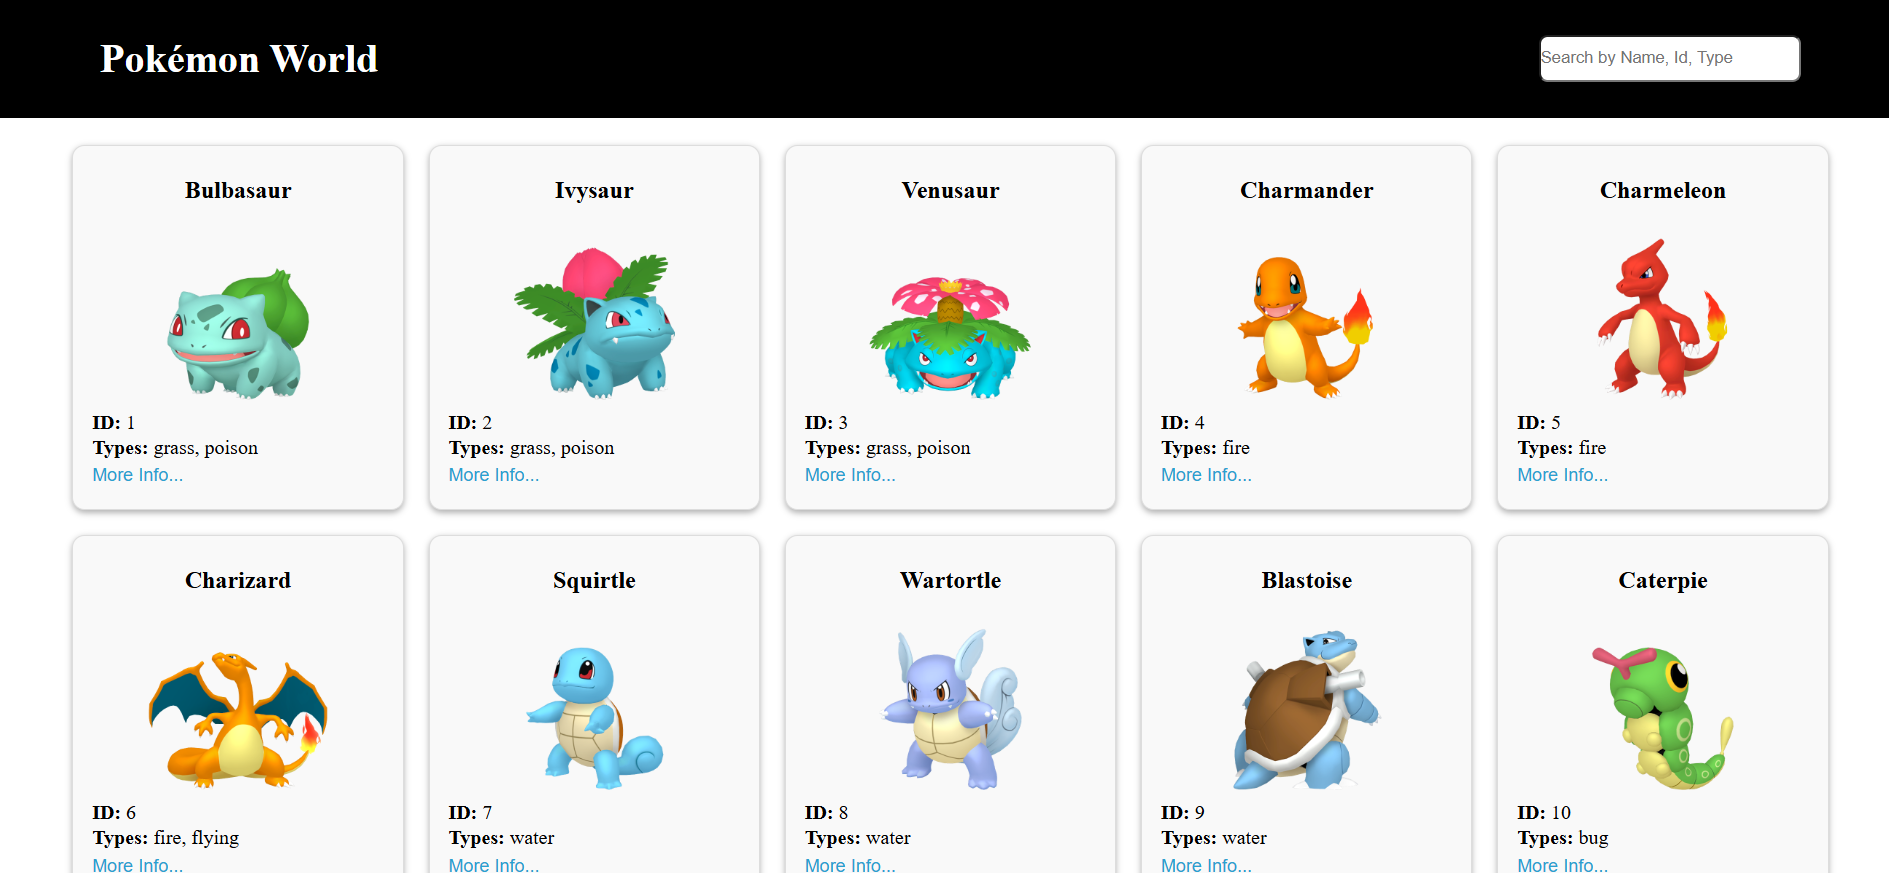 Pokémon World
Search by Name, Id, Type
Bulbasaur
ID: 1
Types: grass, poison
More Info...
Ivysaur
ID: 2
Types: grass, poison
More Info...
Venusaur
ID: 3
Types: grass, poison
More Info...
Charmander
ID: 4
Types: fire
More Info...
Charmeleon
ID: 5
Types: fire
More Info...
Charizard
ID: 6
Types: fire, flying
More Info...
Squirtle
ID: 7
Types: water
More Info...
Wartortle
ID: 8
Types: water
More Info...
Blastoise
ID: 9
Types: water
More Info...
Caterpie
ID: 10
Types: bug
More Info...